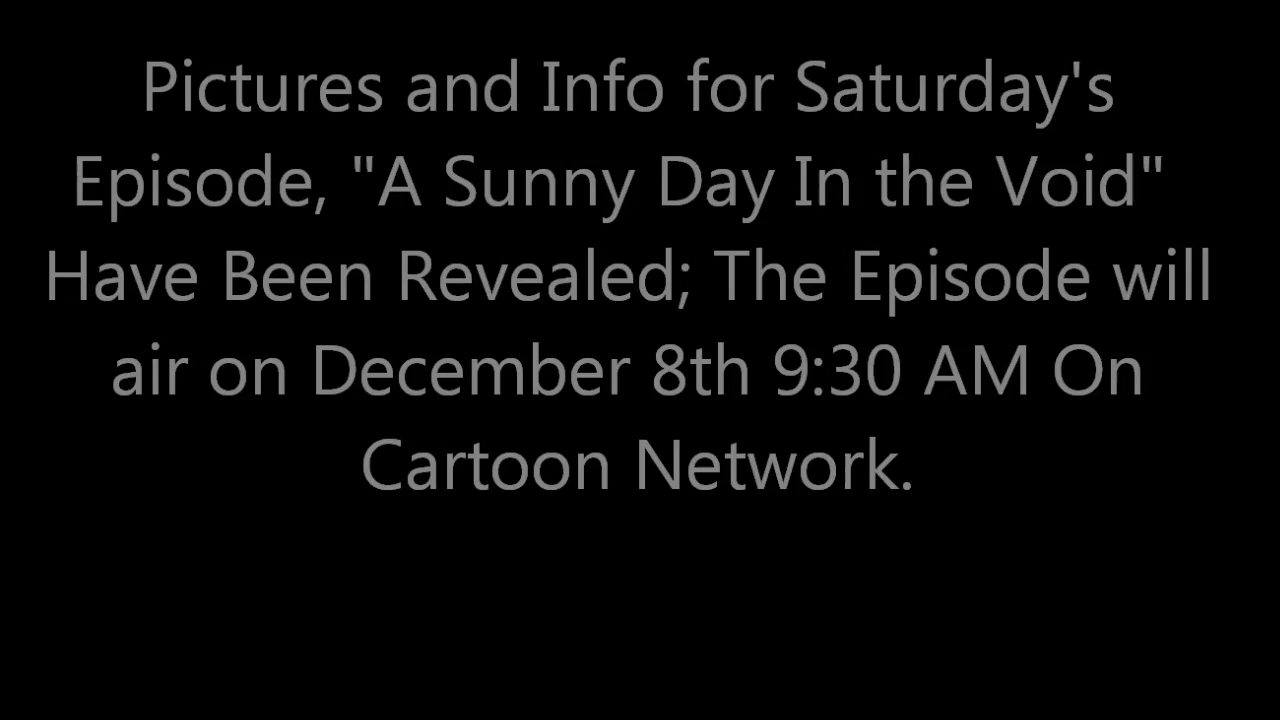 Pictures and Info for Saturday's
Episode, "A Sunny Day In the Void"
Have Been Revealed; The Episode will
air on December 8th 9:30 AM On
Cartoon Network.